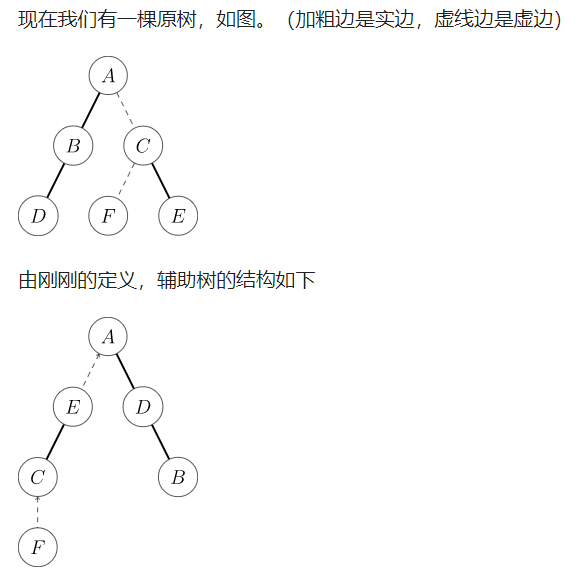 现在我们有一棵原树，如图。（加粗边是实边，虚线边是虚边）
A
B C
D F E
由刚刚的定义，辅助树的结构如下
A
E D
C B
F